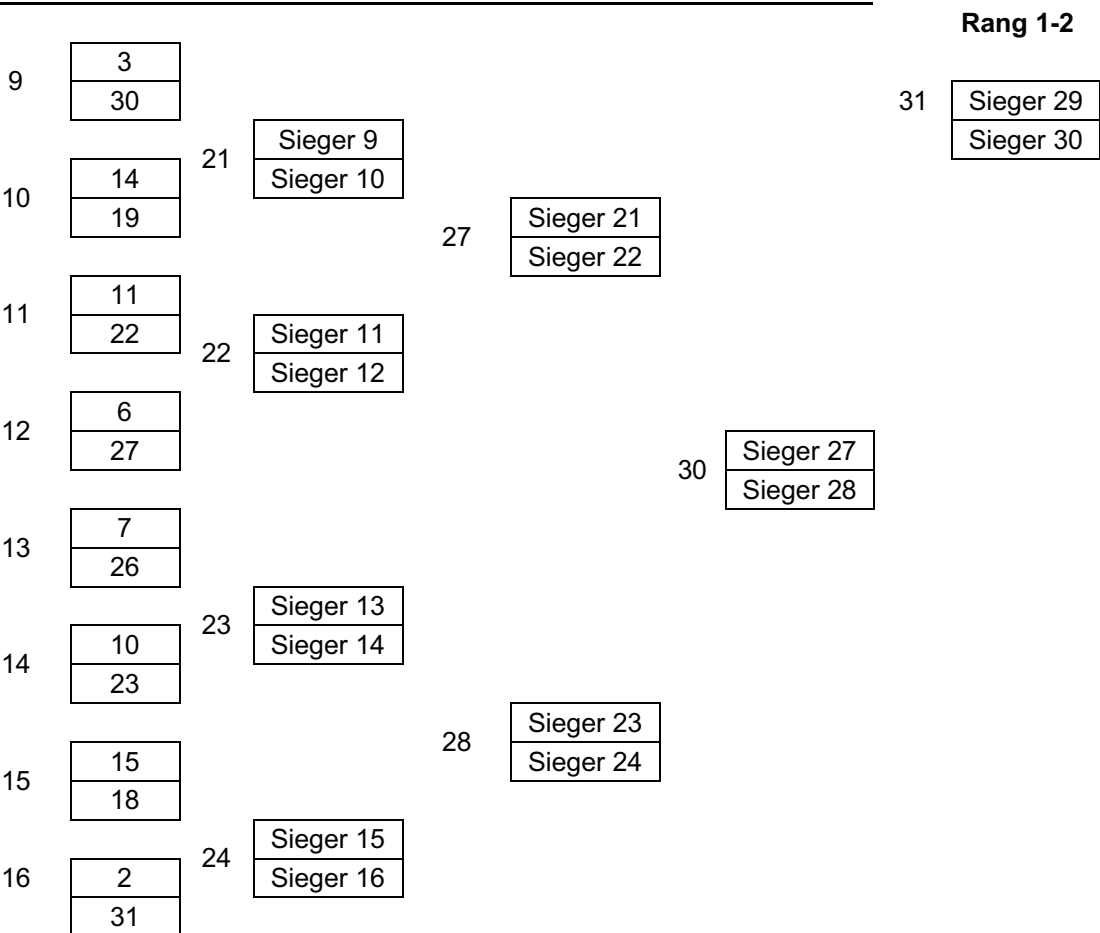 Rang 1-2
9
3
30
31
Sieger 29
Sieger 30
21
Sieger 9
Sieger 10
10
14
19
27
Sieger 21
Sieger 22
11
11
22
22
Sieger 11
Sieger 12
12
6
27
30
Sieger 27
Sieger 28
13
7
26
23
Sieger 13
Sieger 14
14
10
23
28
Sieger 23
Sieger 24
15
15
18
24
Sieger 15
Sieger 16
16
2
31